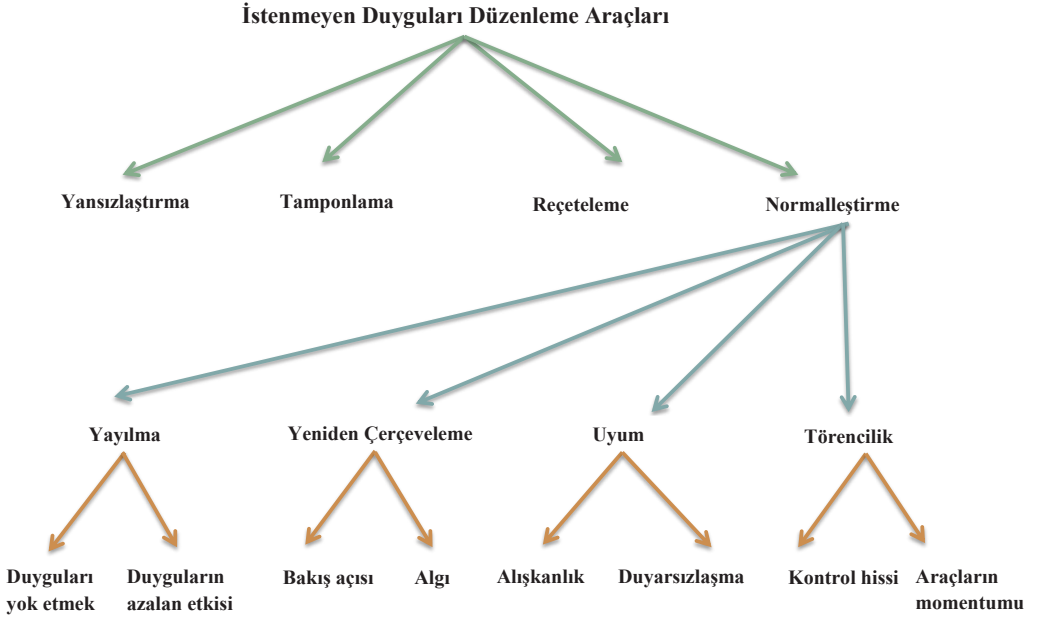 İstenmeyen Duyguları Düzenleme Araçları
Yansızlaştırma
Tamponlama
Reçeteleme
Normalleştirme
Yayılma
Yeniden Çerçeveleme
Uyum
Törencilik
Duyguları
yok etmek
Duyguların
azalan etkisi
Bakış açısı
Algı
Alışkanlık
Duyarsızlaşma
Kontrol hissi
Araçların
momentumu